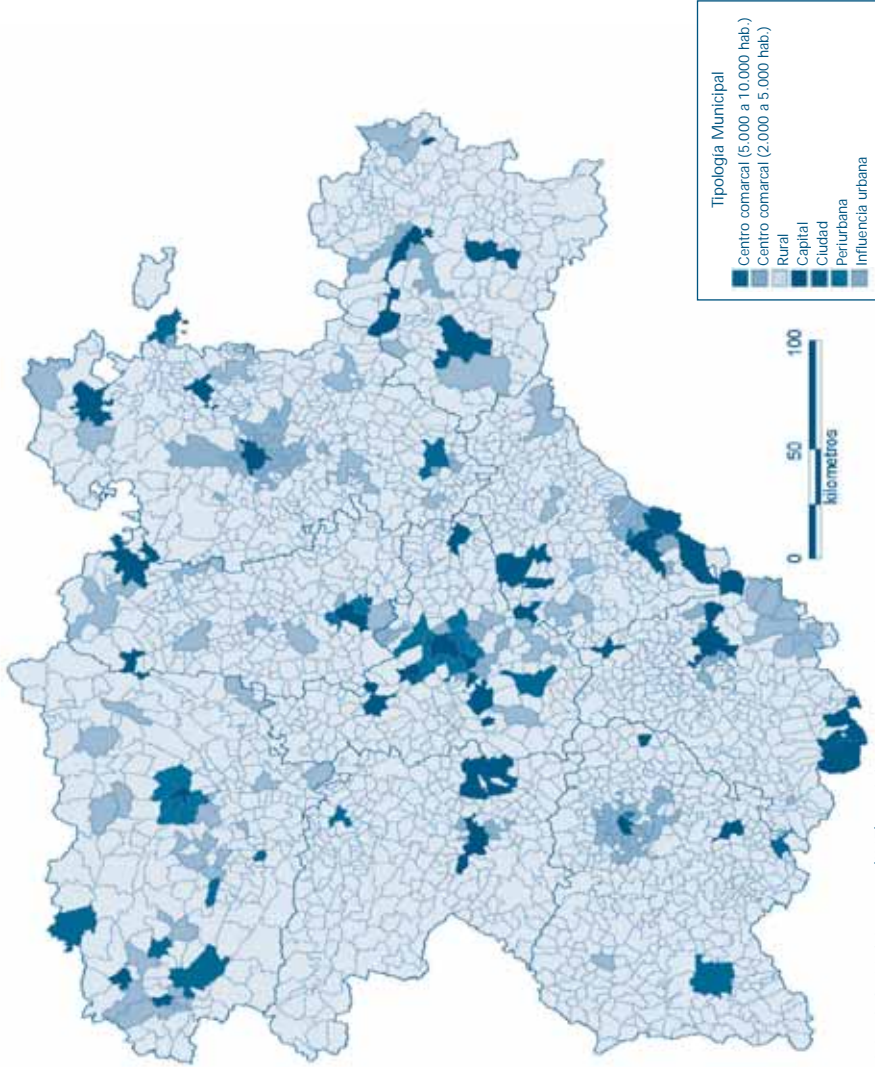 Tipología Municipal
Centro comarcal (5.000 a 10.000 hab.)
Centro comarcal (2.000 a 5.000 hab.)
Rural
Capital
Ciudad
Periurbana
Influencia urbana
0 50 100
kilometros